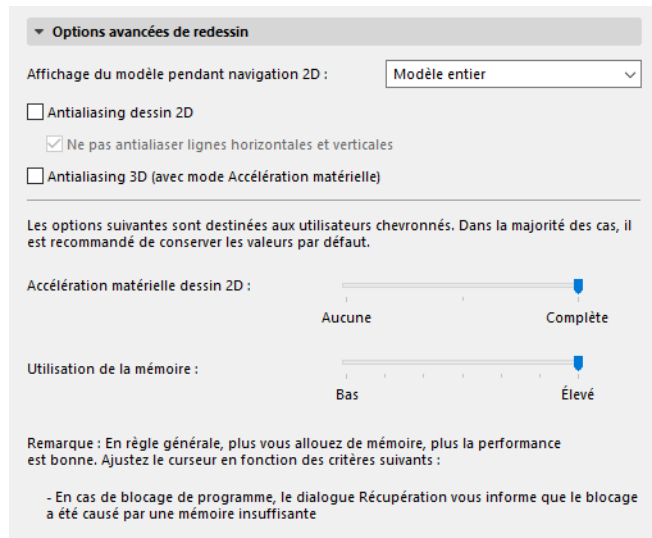 Options avancées de redessin
Affichage du modèle pendant navigation 2D :
Modèle entier
Antialiasing dessin 2D
Ne pas antialiaser lignes horizontales et verticales
Antialiasing 3D (avec mode Accélération matérielle)
Les options suivantes sont destinées aux utilisateurs chevronnés. Dans la majorité des cas, il
est recommandé de conserver les valeurs par défaut.
Accélération matérielle dessin 2D :
Aucune
Complète
Utilisation de la mémoire :
Bas
Élevé
Remarque : En règle générale, plus vous allouez de mémoire, plus la performance
est bonne. Ajustez le curseur en fonction des critères suivants :
- En cas de blocage de programme, le dialogue Récupération vous informe que le blocage
a été causé par une mémoire insuffisante